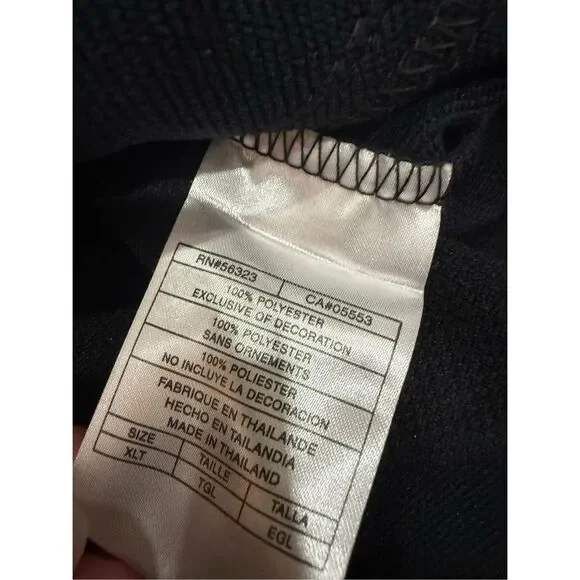 RN#56323 CA#05553
100% POLYESTER
EXCLUSIVE OF DECORATION
100% POLYESTER
SANS ORNEMENTS
100% POLIESTER
NO INCLUYE LA DECORACION
FABRIQUE EN THAILANDE
HECHO EN TAILANDIA
MADE IN THAILAND
SIZE TAILLE TALLA
XLT TGL EGL